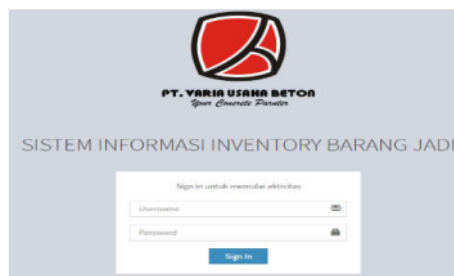 PT. VARIA USAHA BETON
Your Concrete Parnter
SISTEM INFORMASI INVENTORY BARANG JADI
Sign in untuk memulai aktivitas
Username
Password
Sign In